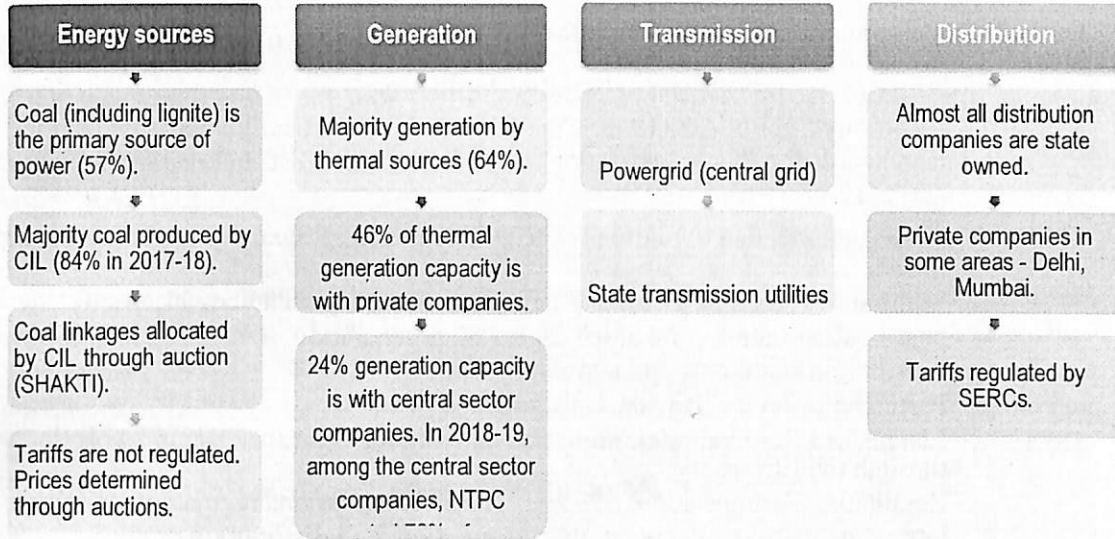 Energy sources
Coal (including lignite) is
the primary source of
power (57%).
Majority coal produced by
CIL (84% in 2017-18).
Coal linkages allocated
by CIL through auction
(SHAKTI).
Tariffs are not regulated.
Prices determined
through auctions.
Generation
Majority generation by
thermal sources (64%).
46% of thermal
generation capacity is
with private companies.
24% generation capacity
is with central sector
companies. In 2018-19,
among the central sector
companies, NTPC
Transmission
Powergrid (central grid)
State transmission utilities
Distribution
Almost all distribution
companies are state
owned.
Private companies in
some areas - Delhi,
Mumbai.
Tariffs regulated by
SERCs.